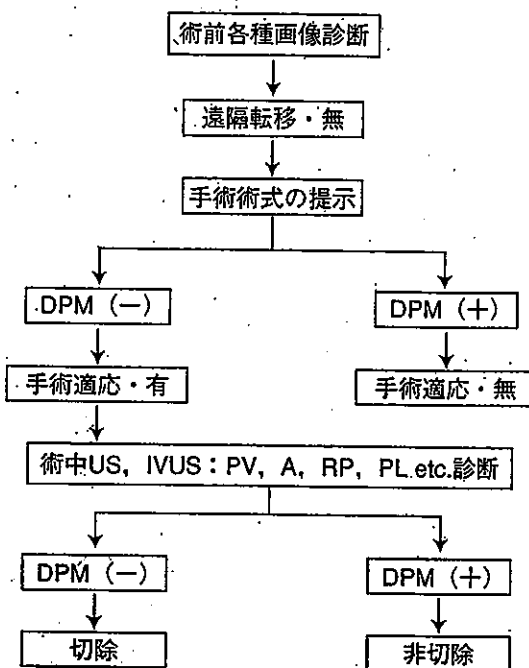 術前各種画像診断
遠隔転移・無
手術術式の提示
DPM (−)
DPM (+)
手術適応・有
手術適応・無
術中US, IVUS：PV, A, RP, PL etc.診断
DPM (−)
DPM (+)
切除
非切除